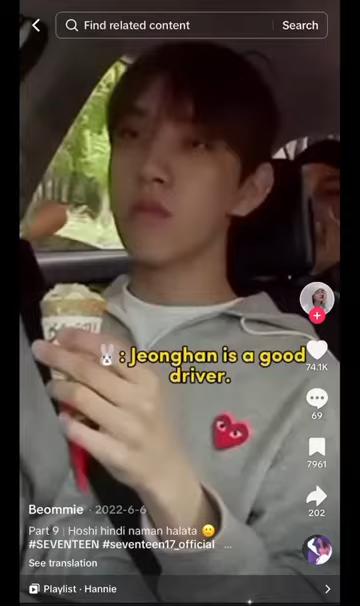 Find related content
Search
: Jeonghan is a good
driver.
74.1K
69
7961
202
Beommie · 2022-6-6
Part 9 | Hoshi hindi naman halata
#SEVENTEEN #seventeen17_official ...
See translation
Playlist · Hannie